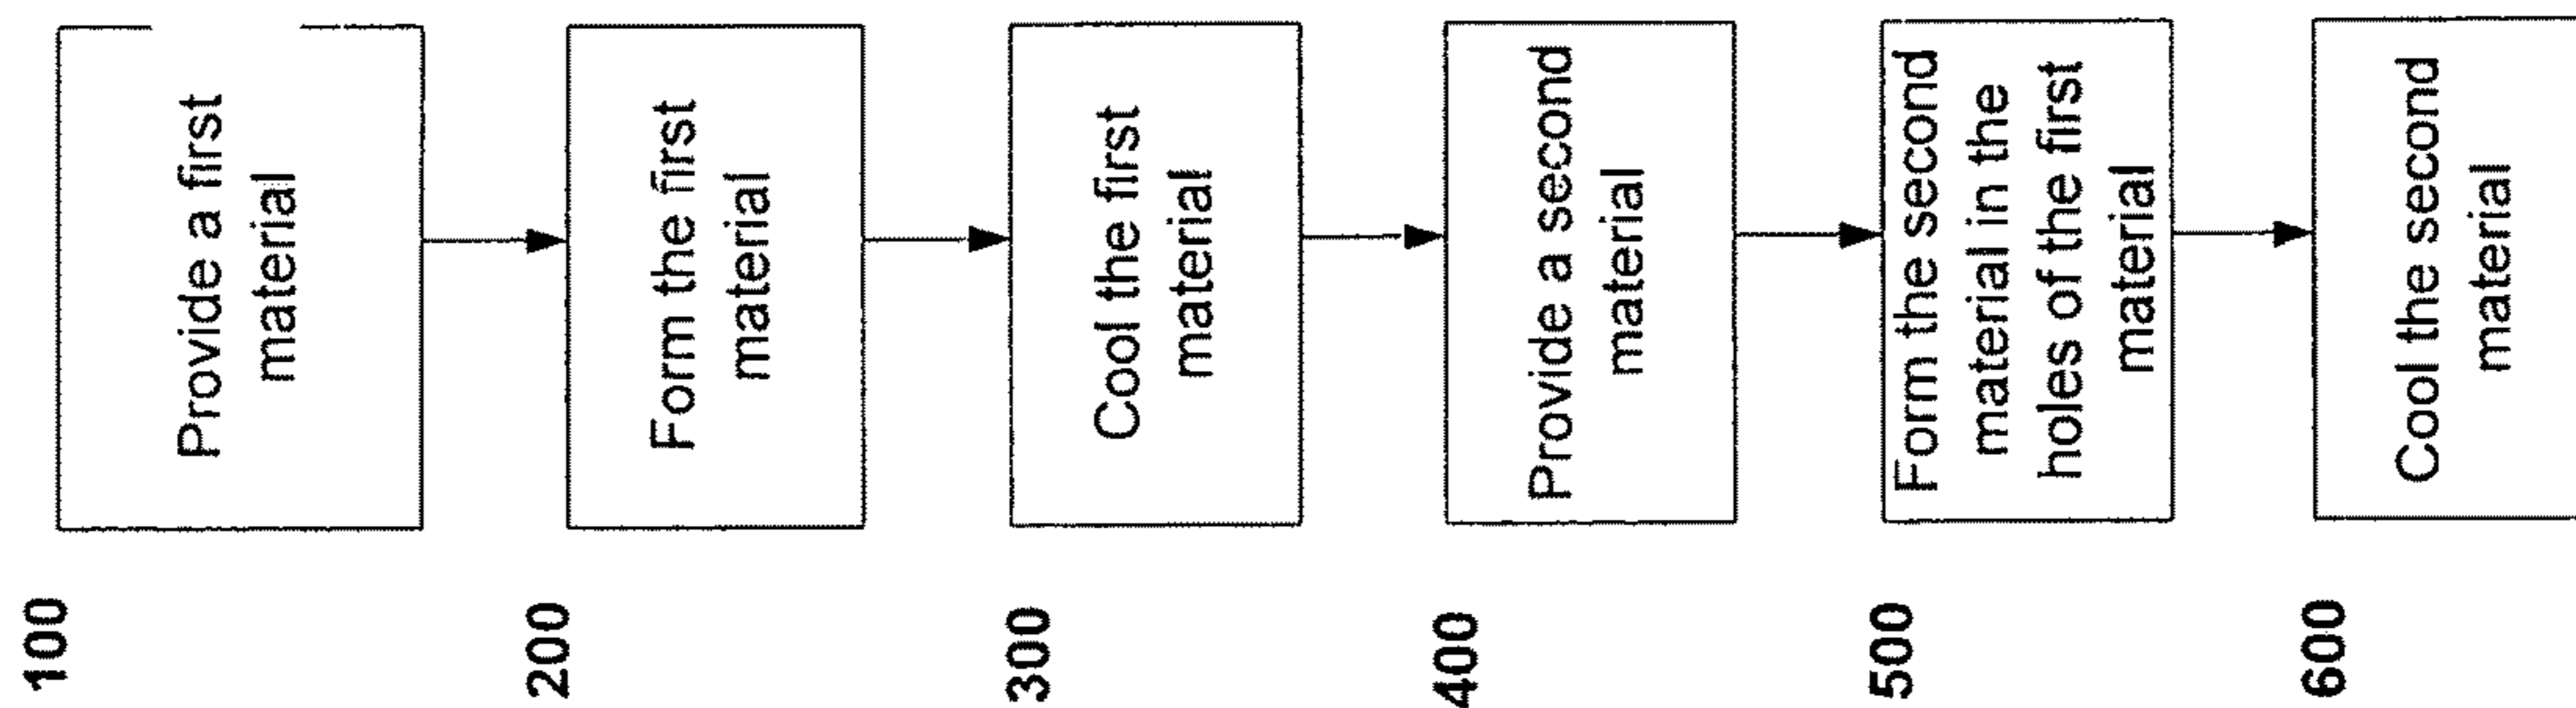 100
Provide a first
material
200
Form the first
material
300
Cool the first
material
400
Provide a second
material
500
Form the second
material in the
holes of the first
material
600
Cool the second
material